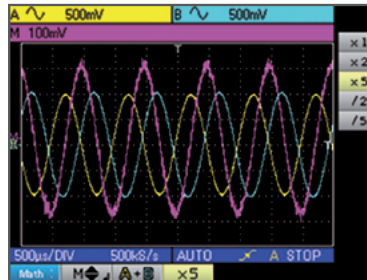 A 500mV B 500mV
M 100mV
×1
×2
×5
/2
/5
T
500µs/DIV 500kS/s AUTO A STOP
Math M A+B ×5